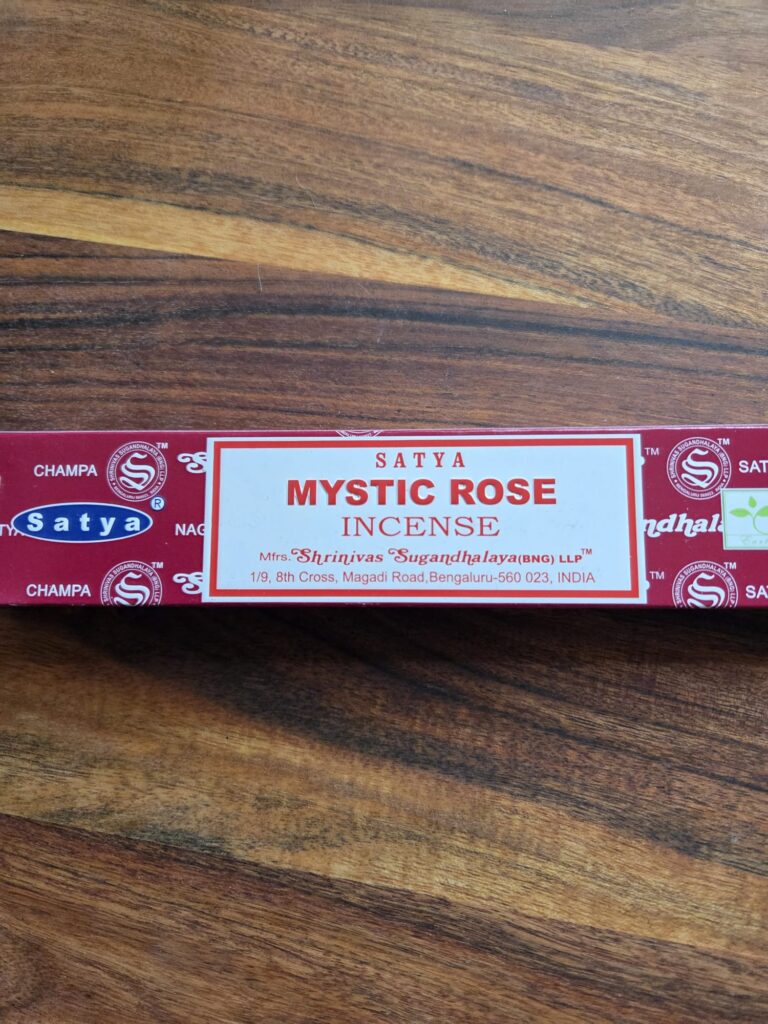 CHAMPA
Satya®
CHAMPA
SATYA
MYSTIC ROSE
INCENSE
Mfrs. Shrinivas Sugandhalaya(BNG) LLP™
1/9, 8th Cross, Magadi Road,Bengaluru-560 023, INDIA